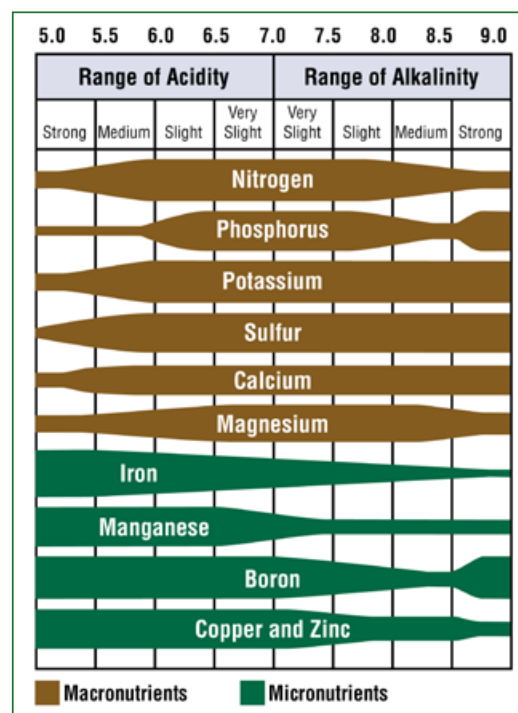 5.0 5.5 6.0 6.5 7.0 7.5 8.0 8.5 9.0
Range of Acidity Range of Alkalinity
Strong Medium Slight Very Slight Very Slight Slight Medium Strong
Nitrogen
Phosphorus
Potassium
Sulfur
Calcium
Magnesium
Iron
Manganese
Boron
Copper and Zinc
Macronutrients Micronutrients